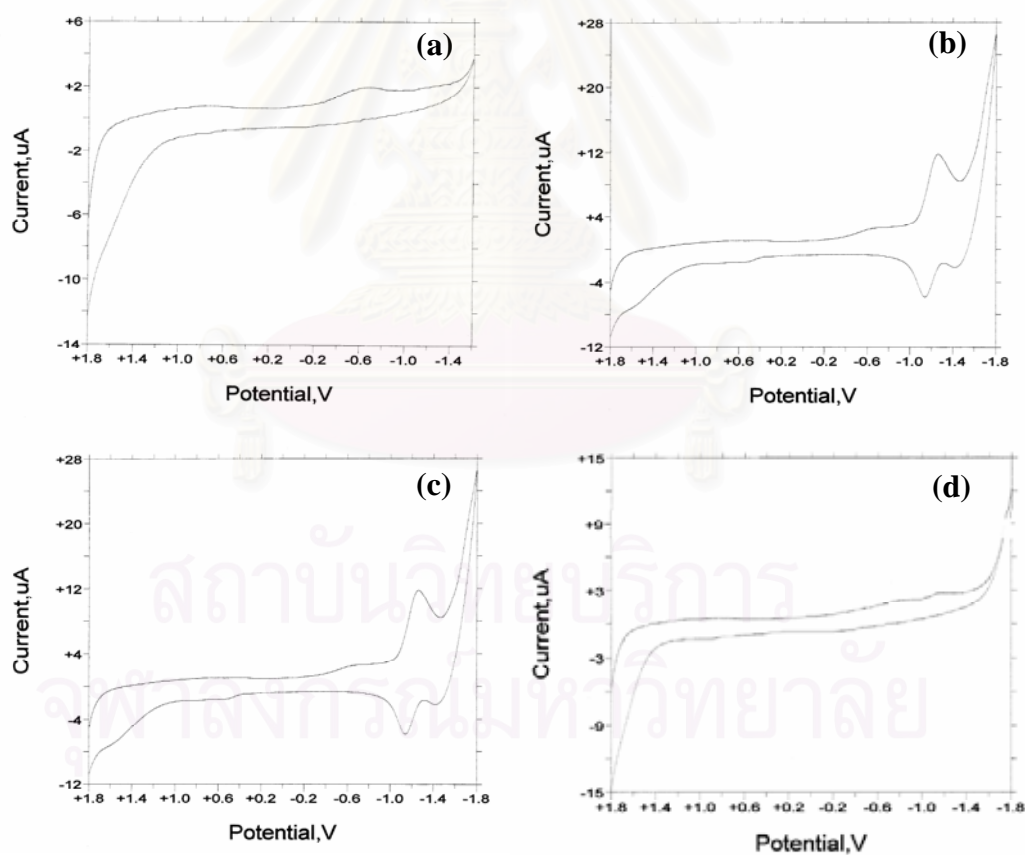 (a)
+6
+2
-2
-6
-10
-14
Current,uA
+1.8 +1.4 +1.0 +0.6 +0.2 -0.2 -0.6 -1.0 -1.4
Potential,V
(b)
+28
+20
+12
+4
-4
-12
Current,uA
+1.8 +1.4 +1.0 +0.6 +0.2 -0.2 -0.6 -1.0 -1.4 -1.8
Potential,V
(c)
+28
+20
+12
+4
-4
-12
Current,uA
+1.8 +1.4 +1.0 +0.6 +0.2 -0.2 -0.6 -1.0 -1.4 -1.8
Potential,V
(d)
+15
+9
+3
-3
-9
-15
Current,uA
+1.8 +1.4 +1.0 +0.6 +0.2 -0.2 -0.6 -1.0 -1.4 -1.8
Potential,V
สถาบันวิทยบริการ
จุฬาลงกรณ์มหาวิทยาลัย